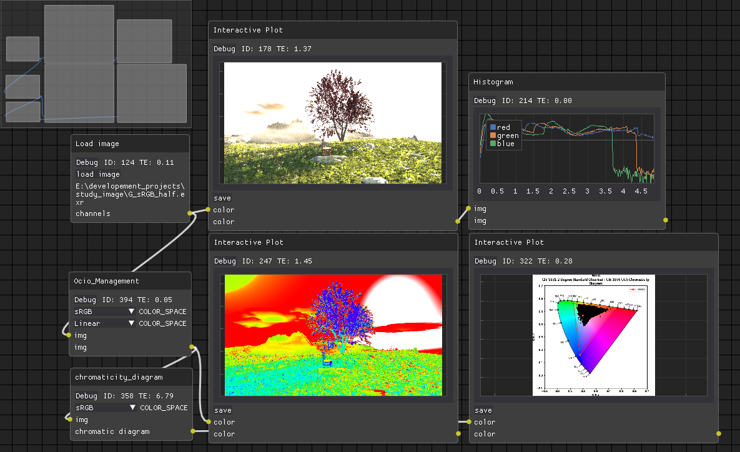 Interactive Plot
Debug ID: 178 TE: 1.37
save
color
color
Histogram
Debug ID: 214 TE: 0.00
red
green
blue
0 0.5 1 1.5 2 2.5 3 3.5 4 4.5
img
img
Load image
Debug ID: 124 TE: 0.11
load image
E:\developement_projects\
study_image\G_sRGB_half.e
xr
channels
Ocio_Management
Debug ID: 394 TE: 0.05
sRGB ▼ COLOR_SPACE
Linear ▼ COLOR_SPACE
img
img
chromaticity_diagram
Debug ID: 358 TE: 6.79
sRGB ▼ COLOR_SPACE
img
chromatic diagram
Interactive Plot
Debug ID: 247 TE: 1.45
save
color
color
Interactive Plot
Debug ID: 322 TE: 0.28
save
color
color